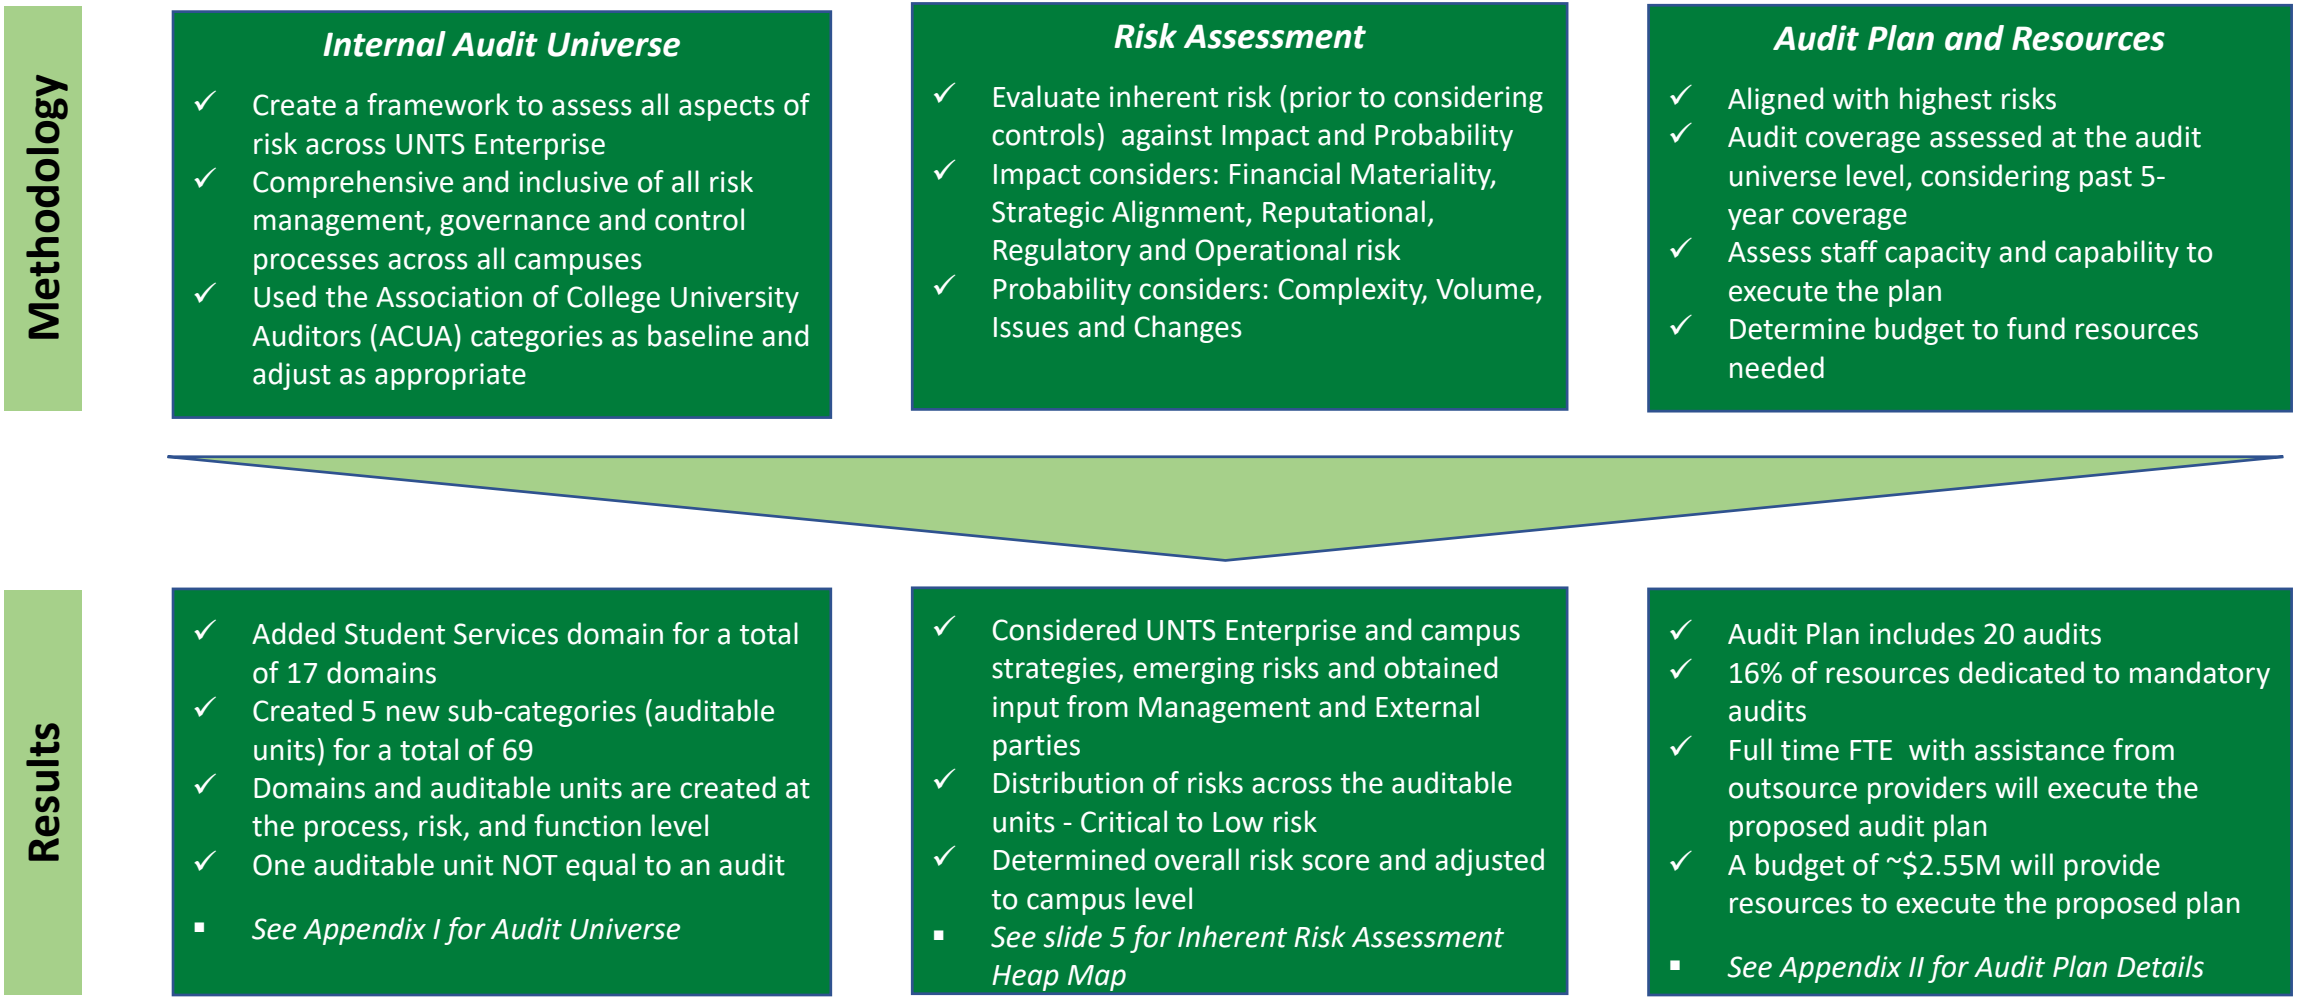 Methodology
Internal Audit Universe
✓ Create a framework to assess all aspects of
risk across UNTS Enterprise
✓ Comprehensive and inclusive of all risk
management, governance and control
processes across all campuses
✓ Used the Association of College University
Auditors (ACUA) categories as baseline and
adjust as appropriate
Risk Assessment
✓ Evaluate inherent risk (prior to considering
controls)  against Impact and Probability
✓ Impact considers: Financial Materiality,
Strategic Alignment, Reputational,
Regulatory and Operational risk
✓ Probability considers: Complexity, Volume,
Issues and Changes
Audit Plan and Resources
✓ Aligned with highest risks
✓ Audit coverage assessed at the audit
universe level, considering past 5-
year coverage
✓ Assess staff capacity and capability to
execute the plan
✓ Determine budget to fund resources
needed
Results
✓ Added Student Services domain for a total
of 17 domains
✓ Created 5 new sub-categories (auditable
units) for a total of 69
✓ Domains and auditable units are created at
the process, risk, and function level
✓ One auditable unit NOT equal to an audit
▪ See Appendix I for Audit Universe
✓ Considered UNTS Enterprise and campus
strategies, emerging risks and obtained
input from Management and External
parties
✓ Distribution of risks across the auditable
units - Critical to Low risk
✓ Determined overall risk score and adjusted
to campus level
▪ See slide 5 for Inherent Risk Assessment
Heap Map
✓ Audit Plan includes 20 audits
✓ 16% of resources dedicated to mandatory
audits
✓ Full time FTE  with assistance from
outsource providers will execute the
proposed audit plan
✓ A budget of ~$2.55M will provide
resources to execute the proposed plan
▪ See Appendix II for Audit Plan Details